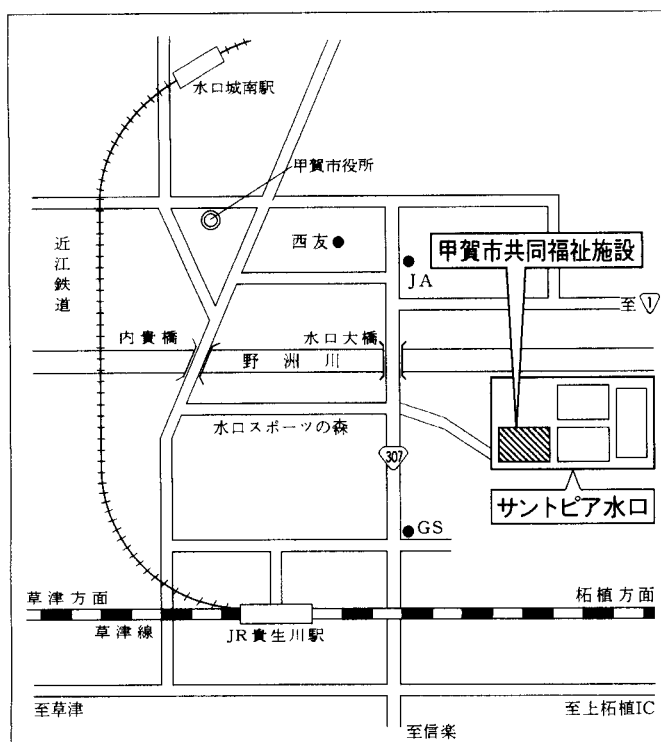 水口城南駅
甲賀市役所
近江鉄道
西友
JA
甲賀市共同福祉施設
至1
内貴橋
水口大橋
野洲川
水口スポーツの森
307
サントピア水口
GS
草津方面
柘植方面
草津線
JR貴生川駅
至草津
至上柘植IC
至信楽